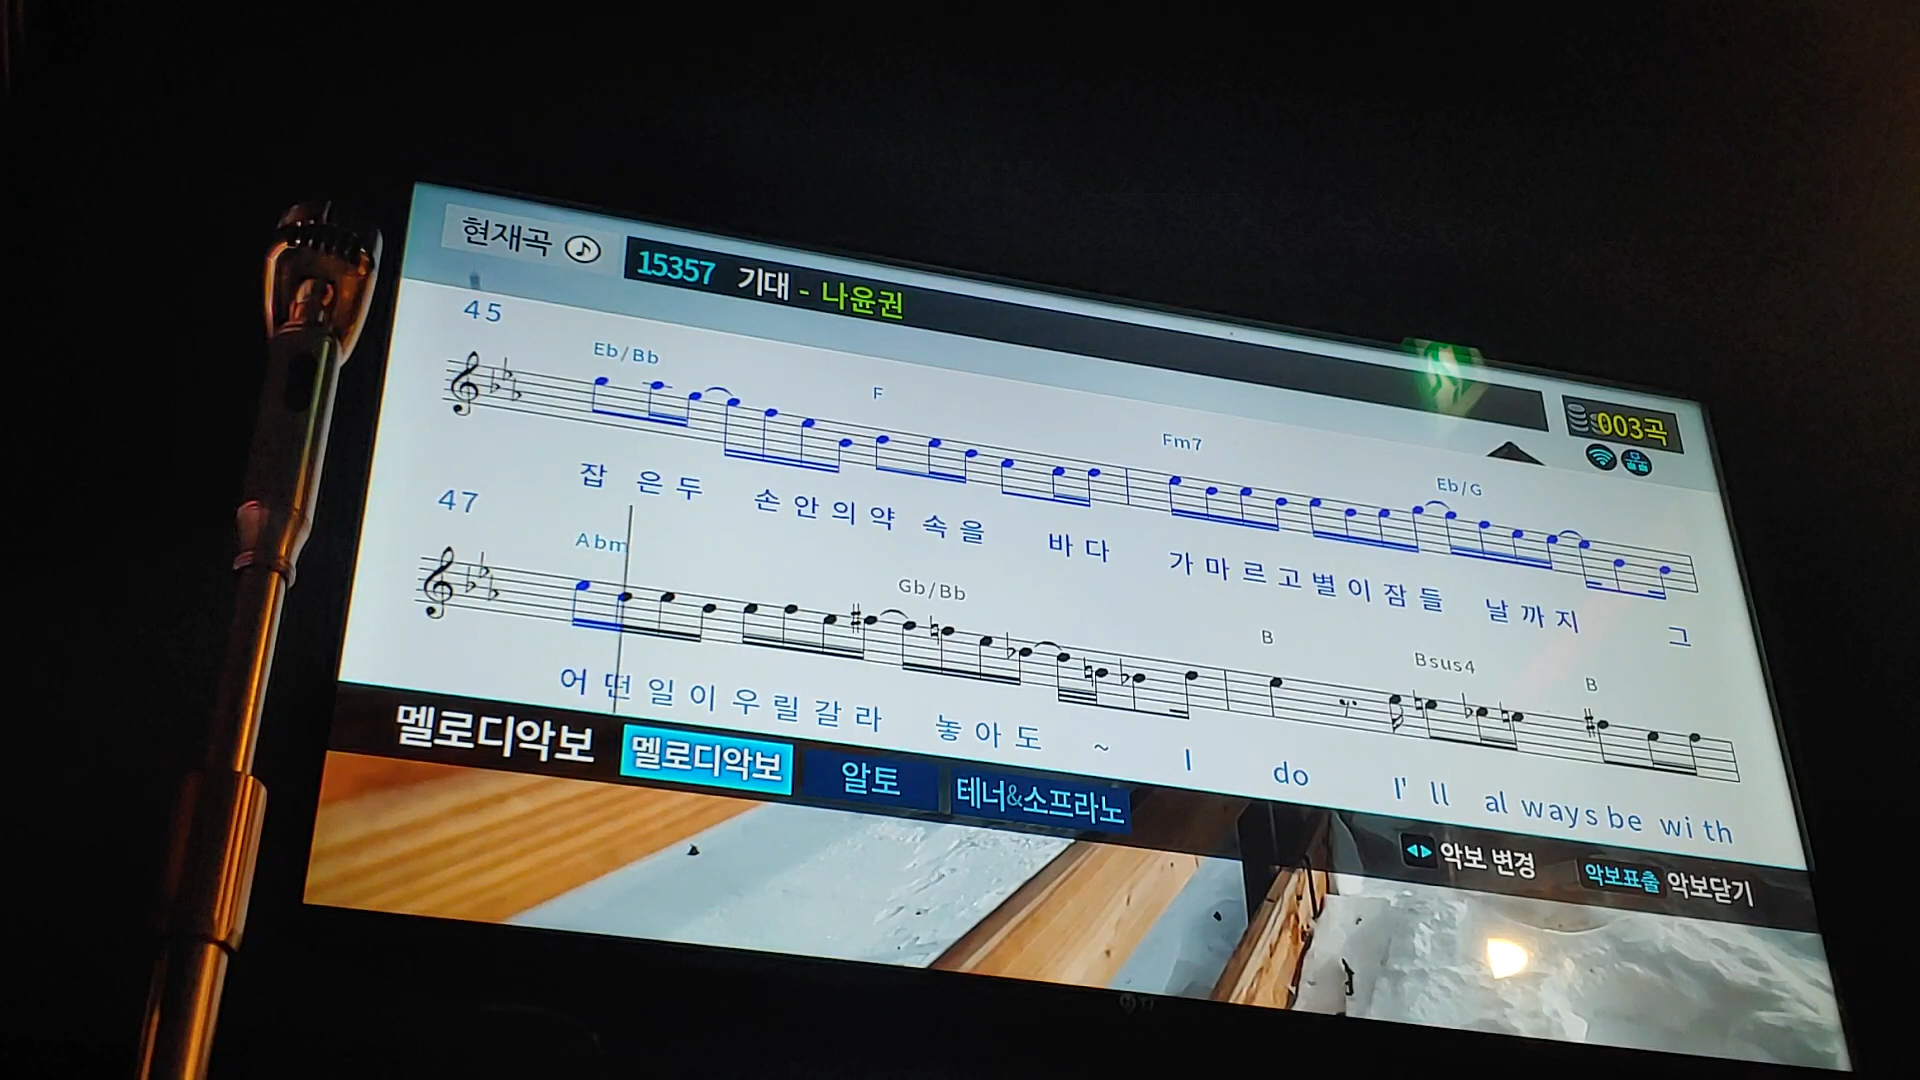 현재곡
15357 기대 - 나윤권
003곡
45
Eb/Bb F Fm7 Eb/G
잡 은 두 손 안 의 약 속 을 바 다 가 마 르 고 별 이 잠 들 날 까 지 그
47
Abm Gb/Bb B Bsus4 B
어 떤 일 이 우 릴 갈 라 놓 아 도 ~ I do I'll always be with
멜로디악보 멜로디악보 알토 테너&소프라노
악보 변경 악보표출 악보닫기
TJ